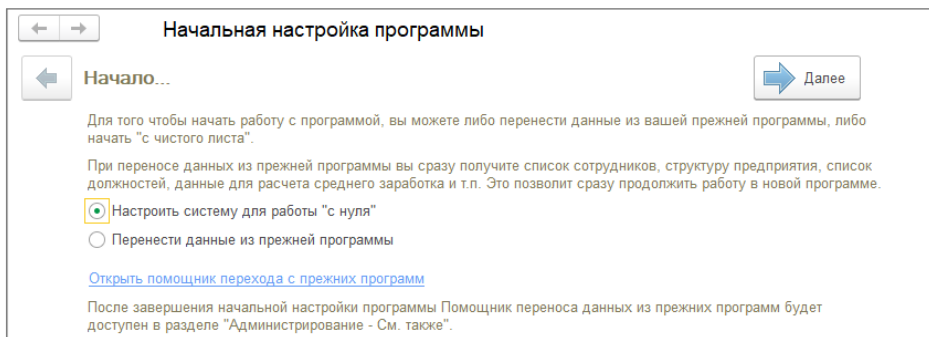 Начальная настройка программы
Начало...
Далее
Для того чтобы начать работу с программой, вы можете либо перенести данные из вашей прежней программы, либо
начать "с чистого листа".
При переносе данных из прежней программы вы сразу получите список сотрудников, структуру предприятия, список
должностей, данные для расчета среднего заработка и т.п. Это позволит сразу продолжить работу в новой программе.
Настроить систему для работы "с нуля"
Перенести данные из прежней программы
Открыть помощник перехода с прежних программ
После завершения начальной настройки программы Помощник переноса данных из прежних программ будет
доступен в разделе "Администрирование - См. также".